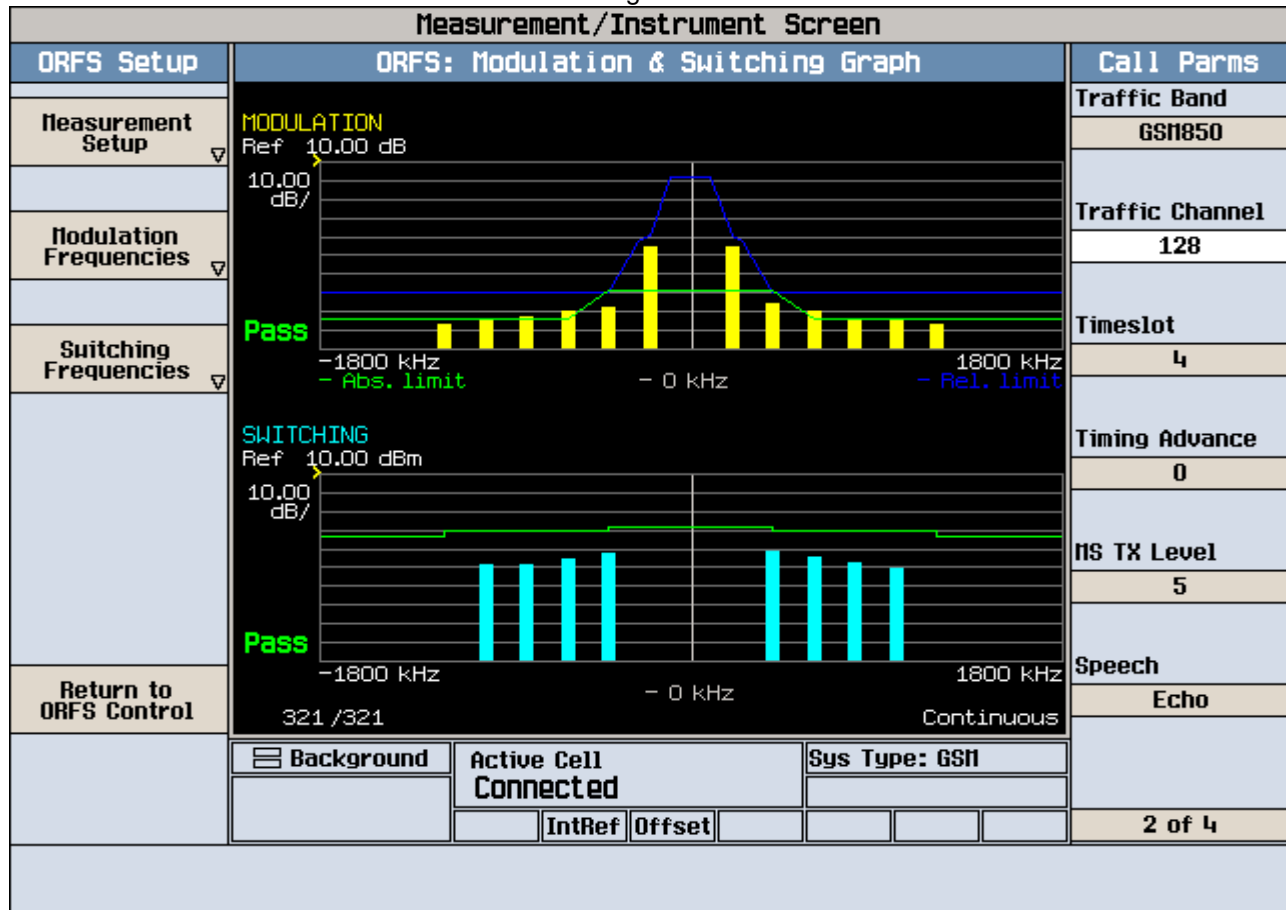 Measurement/Instrument Screen
ORFS Setup
Measurement
Setup
Modulation
Frequencies
Switching
Frequencies
Return to
ORFS Control
ORFS: Modulation & Switching Graph
MODULATION
Ref 10.00 dB
10.00
dB/
Pass
-1800 kHz
1800 kHz
- Abs. limit
- 0 kHz
- Rel. limit
SWITCHING
Ref 10.00 dBm
10.00
dB/
Pass
-1800 kHz
1800 kHz
- 0 kHz
321/321
Continuous
Background
Active Cell
Connected
Sys Type: GSM
IntRef
Offset
Call Parms
Traffic Band
GSM850
Traffic Channel
128
Timeslot
4
Timing Advance
0
MS TX Level
5
Speech
Echo
2 of 4